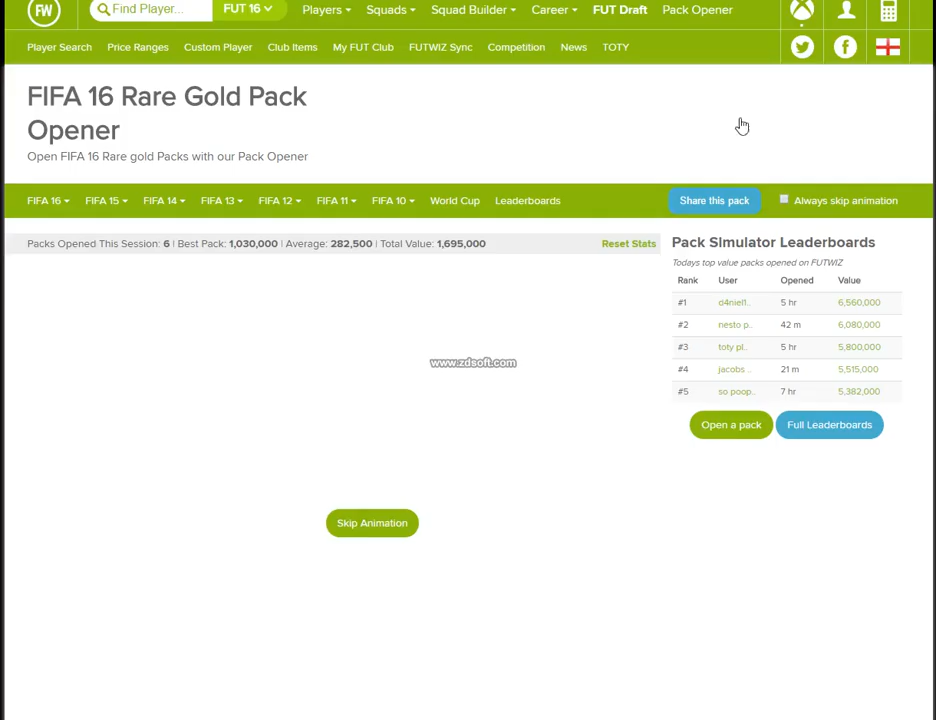 FW
Find Player...
FUT 16
Players
Squads
Squad Builder
Career
FUT Draft
Pack Opener
Player Search
Price Ranges
Custom Player
Club Items
My FUT Club
FUTWIZ Sync
Competition
News
TOTY
FIFA 16 Rare Gold Pack
Opener
Open FIFA 16 Rare gold Packs with our Pack Opener
FIFA 16
FIFA 15
FIFA 14
FIFA 13
FIFA 12
FIFA 11
FIFA 10
World Cup
Leaderboards
Share this pack
Always skip animation
Packs Opened This Session: 6 | Best Pack: 1,030,000 | Average: 282,500 | Total Value: 1,695,000
Reset Stats
Pack Simulator Leaderboards
Todays top value packs opened on FUTWIZ
Rank User Opened Value
#1 d4niel1.. 5 hr 6,560,000
#2 nesto p.. 42 m 6,080,000
#3 toty pl.. 5 hr 5,800,000
#4 jacobs .. 21 m 5,515,000
#5 so poop.. 7 hr 5,382,000
Open a pack
Full Leaderboards
www.zdsoft.com
Skip Animation